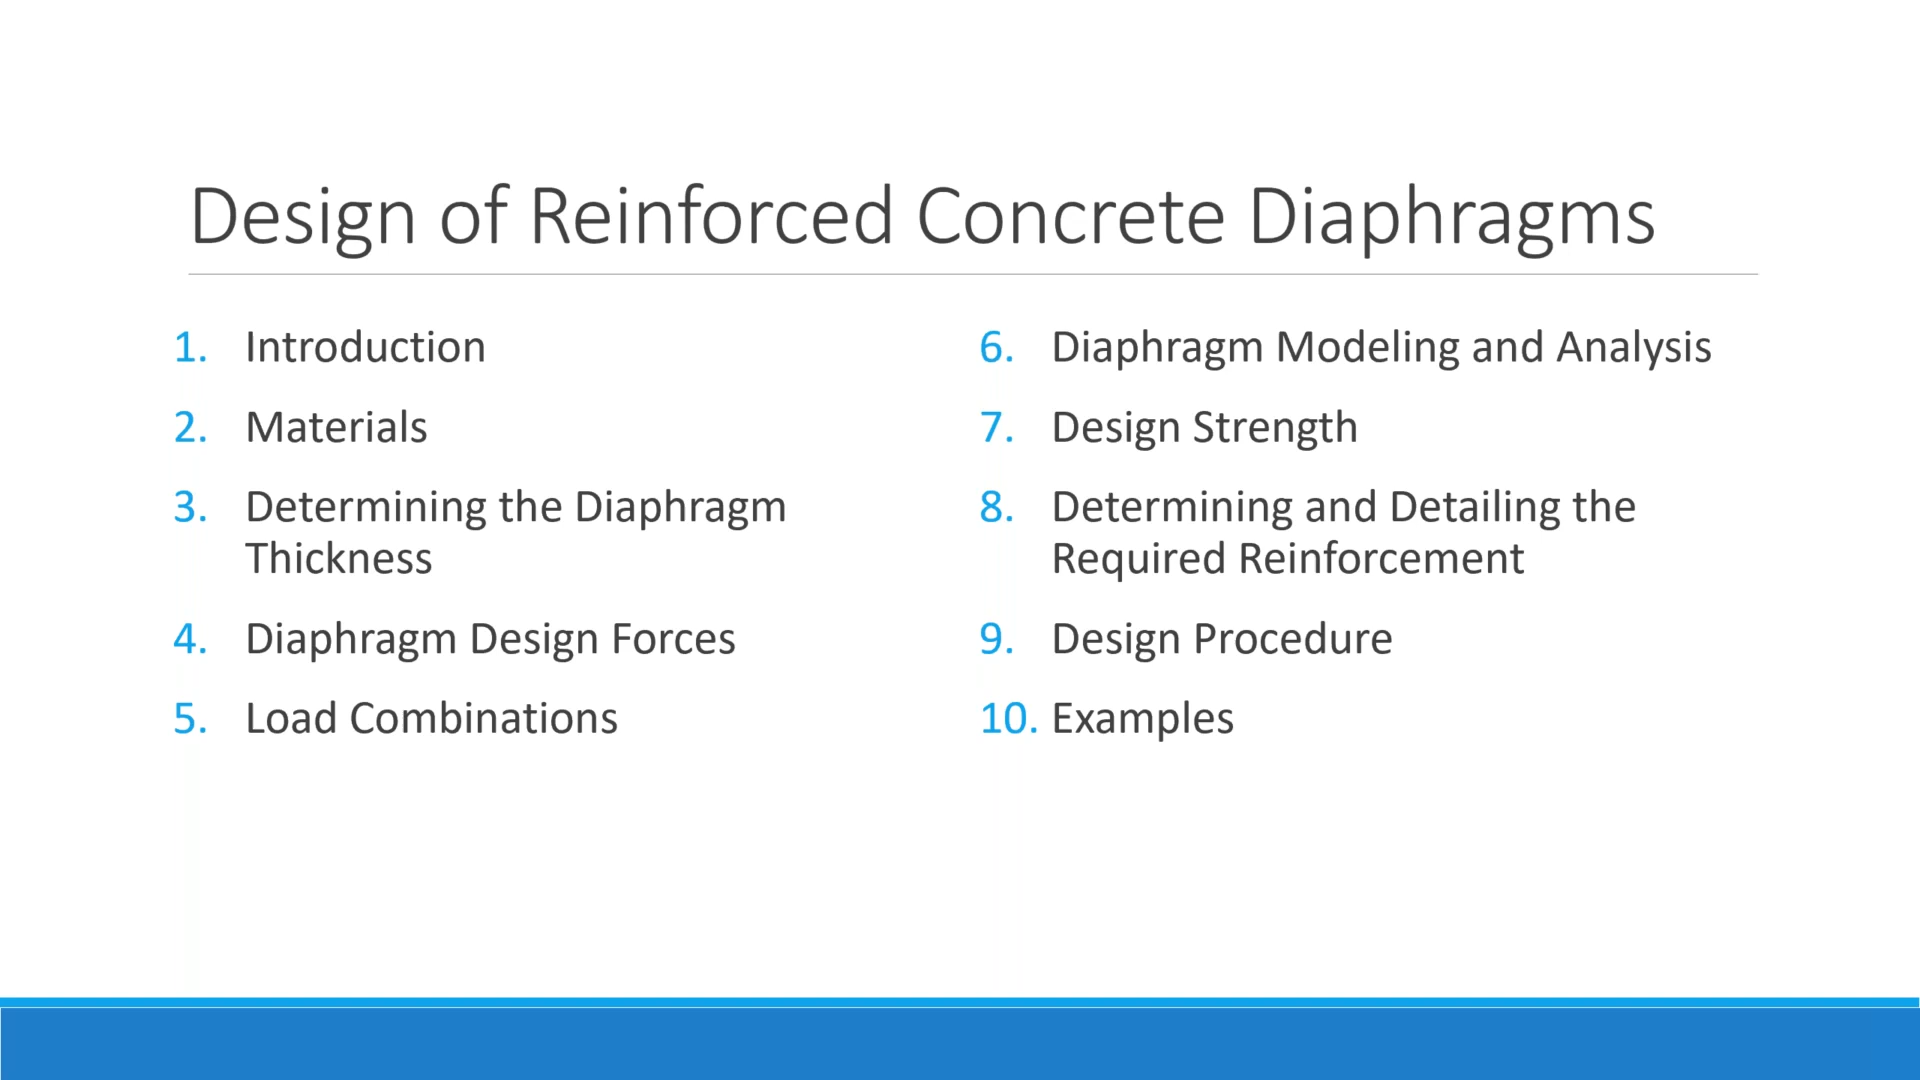 Design of Reinforced Concrete Diaphragms
1. Introduction
2. Materials
3. Determining the Diaphragm
Thickness
4. Diaphragm Design Forces
5. Load Combinations
6. Diaphragm Modeling and Analysis
7. Design Strength
8. Determining and Detailing the
Required Reinforcement
9. Design Procedure
10. Examples